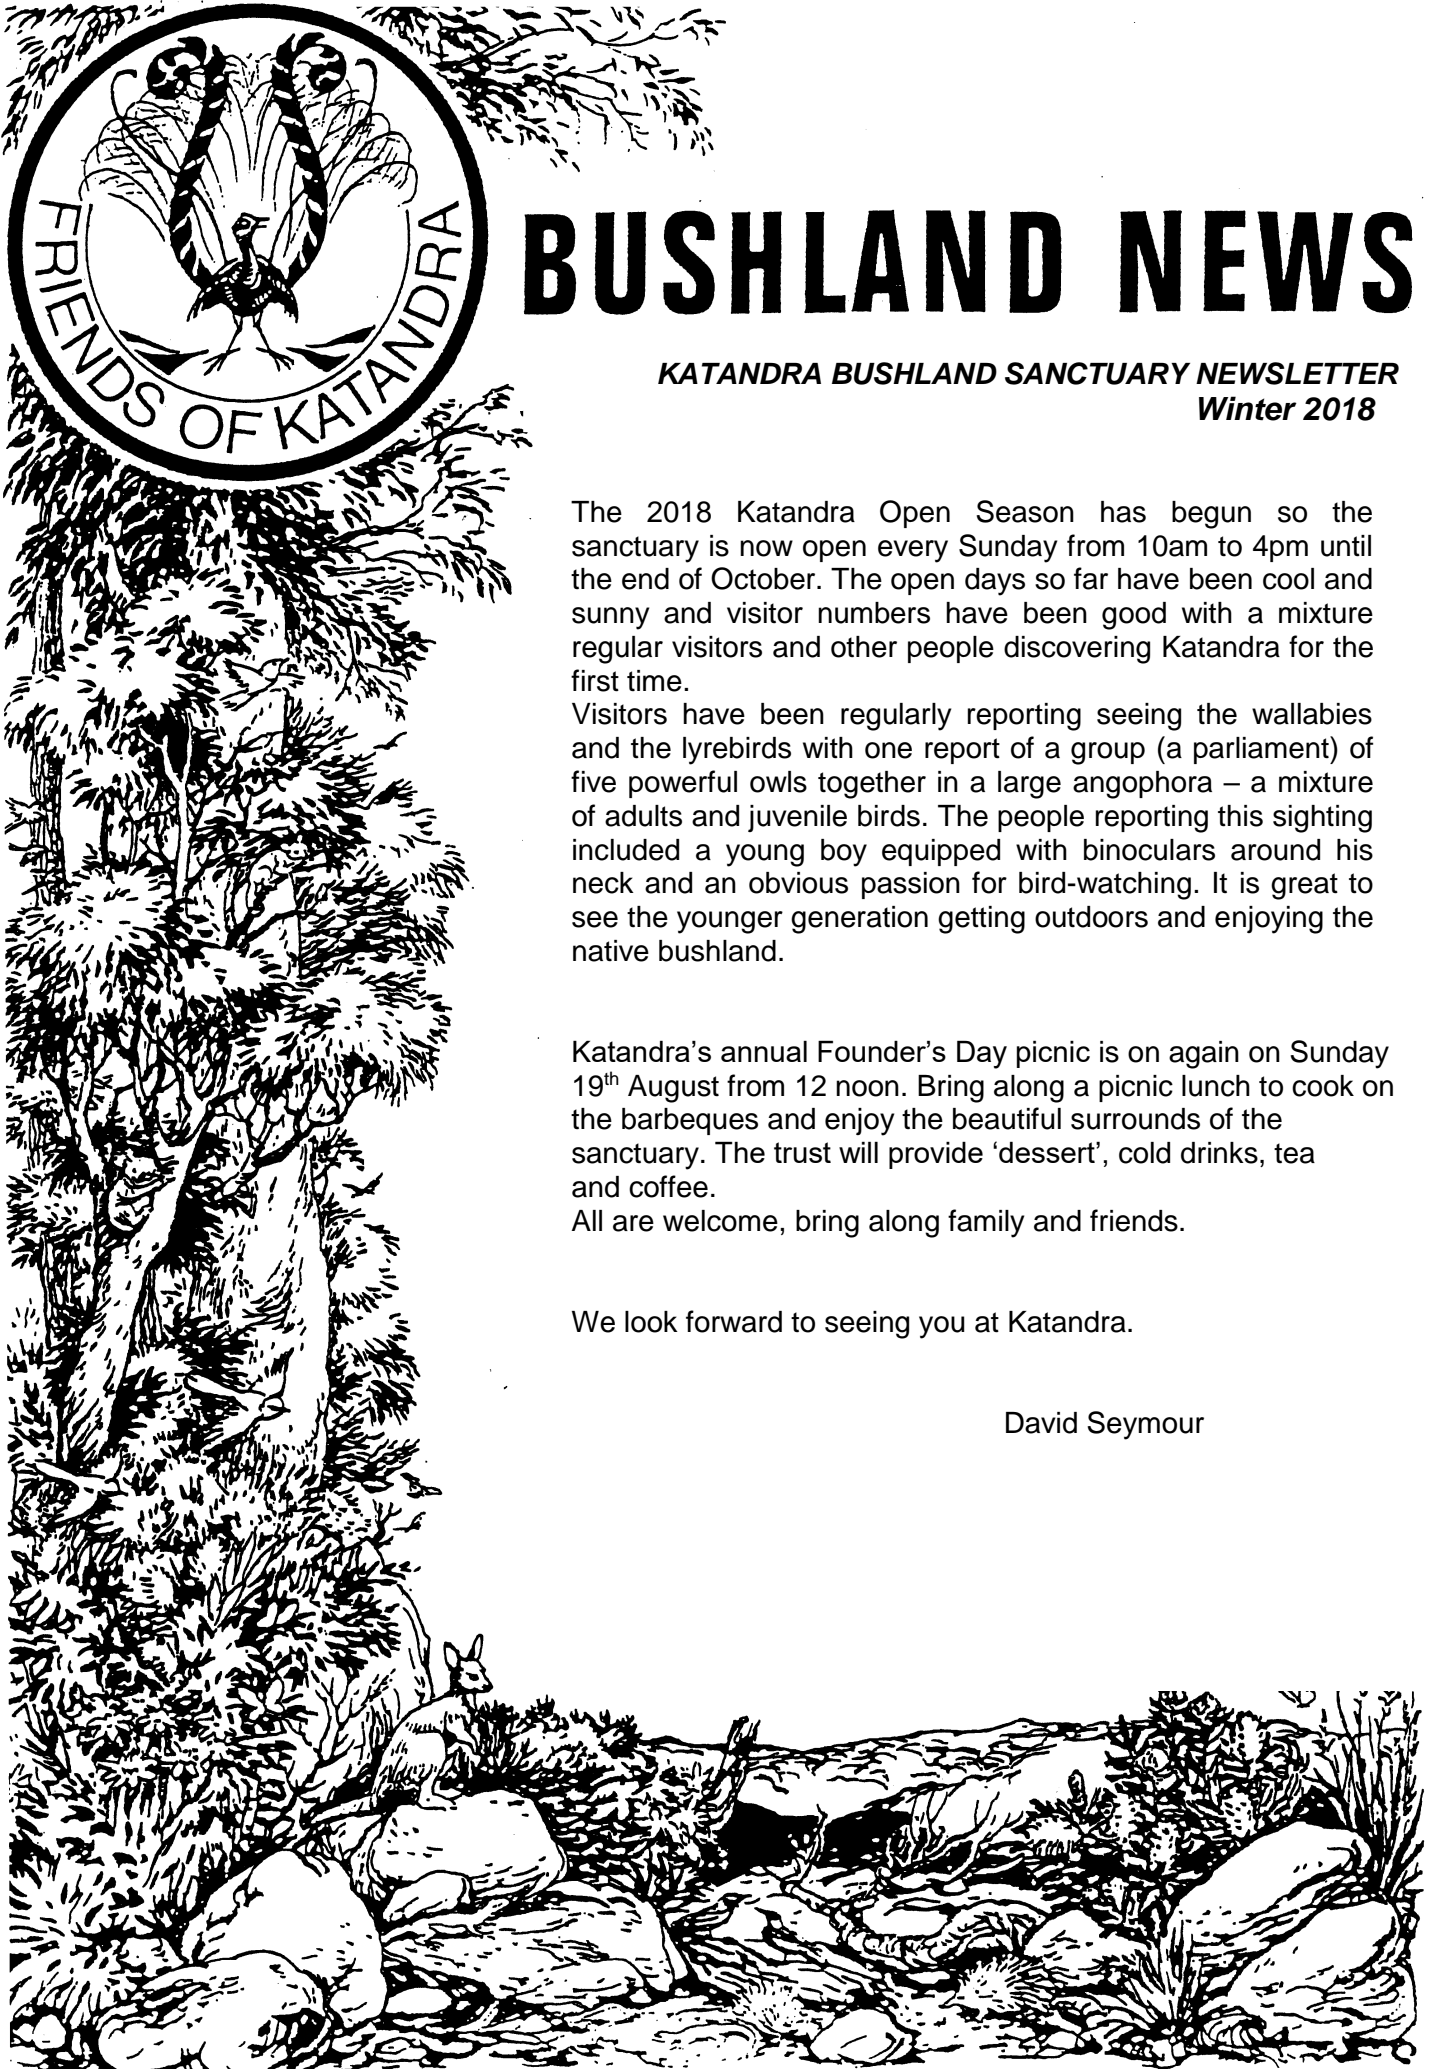 FRIENDS OF KATANDRA
BUSHLAND NEWS
KATANDRA BUSHLAND SANCTUARY NEWSLETTER
Winter 2018
The 2018 Katandra Open Season has begun so the
sanctuary is now open every Sunday from 10am to 4pm until
the end of October. The open days so far have been cool and
sunny and visitor numbers have been good with a mixture
regular visitors and other people discovering Katandra for the
first time.
Visitors have been regularly reporting seeing the wallabies
and the lyrebirds with one report of a group (a parliament) of
five powerful owls together in a large angophora – a mixture
of adults and juvenile birds. The people reporting this sighting
included a young boy equipped with binoculars around his
neck and an obvious passion for bird-watching. It is great to
see the younger generation getting outdoors and enjoying the
native bushland.
Katandra’s annual Founder’s Day picnic is on again on Sunday
19th August from 12 noon. Bring along a picnic lunch to cook on
the barbeques and enjoy the beautiful surrounds of the
sanctuary. The trust will provide ‘dessert’, cold drinks, tea
and coffee.
All are welcome, bring along family and friends.
We look forward to seeing you at Katandra.
David Seymour